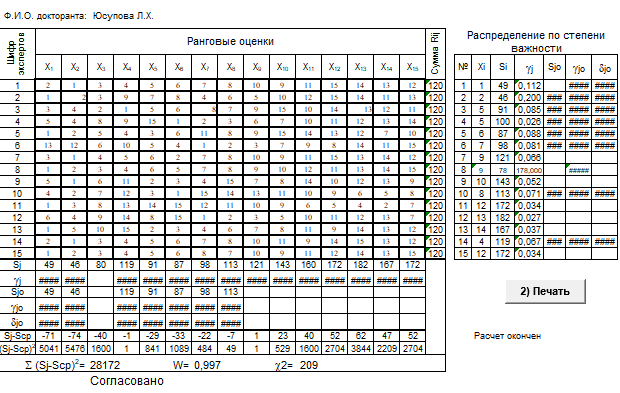 Ф.И.О. докторанта: Юсупова Л.Х.
Шифр экспертов
Ранговые оценки
Сумма Rij
X1 X2 X3 X4 X5 X6 X7 X8 X9 X10 X11 X12 X13 X14 X15
1 2 1 3 4 5 6 7 8 10 9 11 15 14 13 12 120
2 1 2 3 9 7 8 4 6 5 10 12 15 14 11 13 120
3 3 4 2 1 5 6 8 7 9 15 10 14 13 12 11 120
4 5 4 8 9 15 1 2 3 6 7 10 11 12 13 14 120
5 1 2 5 4 3 6 11 8 9 15 14 13 12 7 10 120
6 13 12 6 10 5 4 1 2 3 7 9 8 14 11 15 120
7 3 1 4 5 6 2 7 8 10 9 11 15 13 14 12 120
8 1 2 3 4 6 5 7 8 9 10 12 11 13 14 15 120
9 5 1 6 11 2 3 4 15 7 8 14 10 12 13 9 120
10 4 2 7 12 3 1 15 14 13 11 10 9 6 5 8 120
11 1 3 8 13 14 15 12 11 10 9 6 5 4 2 7 120
12 6 4 9 14 8 15 1 2 3 5 10 11 12 13 7 120
13 1 5 10 15 2 3 4 6 7 8 11 9 14 13 12 120
14 2 1 3 4 5 6 7 8 10 11 9 14 15 13 12 120
15 1 2 3 4 5 6 7 8 10 9 11 14 13 15 12 120
Sj 49 46 80 119 91 87 98 113 121 143 160 172 182 167 172
γj #### #### #### #### #### #### #### #### #### #### #### #### #### ####
Sjo 49 46 119 91 87 98 113
γjo #### #### #### #### #### #### ####
δjo #### #### #### #### #### #### ####
Sj-Scp -71 -74 -40 -1 -29 -33 -22 -7 1 23 40 52 62 47 52
(Sj-Scp)2 5041 5476 1600 1 841 1089 484 49 1 529 1600 2704 3844 2209 2704
Σ (Sj-Scp)2= 28172 W= 0,997 χ2= 209
Согласовано
Распределение по степени
важности
№ Xi Si γj Sjo γjo δjo
1 1 49 0,112 #### ####
2 2 46 0,200 ### #### ####
3 5 91 0,085 ### #### ####
4 5 100 0,026 ### #### ####
5 6 87 0,088 ### #### ####
6 7 98 0,081 ### #### ####
7 9 121 0,066
8 9 78 178,000 #####
9 10 143 0,052
10 8 113 0,071 ### #### ####
11 12 172 0,034
12 13 182 0,027
13 14 167 0,037
14 4 119 0,067 ### #### ####
15 12 172 0,034
2) Печать
Расчет окончен